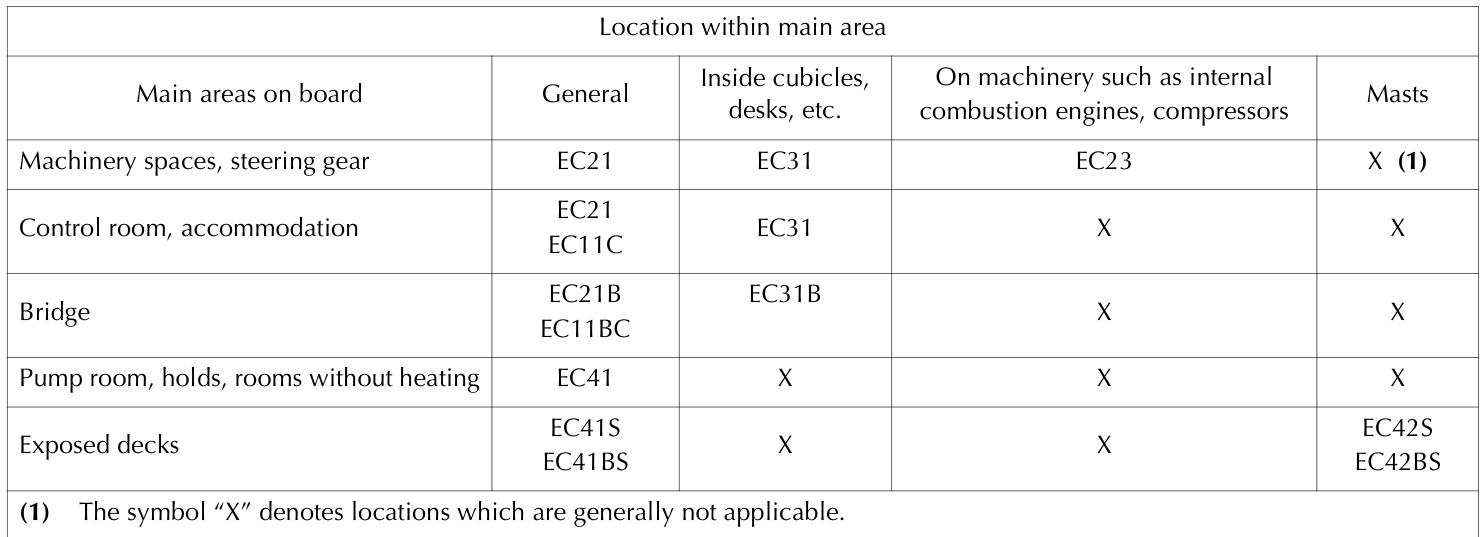 Location within main area
Main areas on board General Inside cubicles, desks, etc. On machinery such as internal combustion engines, compressors Masts
Machinery spaces, steering gear EC21 EC31 EC23 X (1)
Control room, accommodation EC21 EC11C EC31 X X
Bridge EC21B EC11BC EC31B X X
Pump room, holds, rooms without heating EC41 X X X
Exposed decks EC41S EC41BS X X EC42S EC42BS
(1) The symbol “X” denotes locations which are generally not applicable.